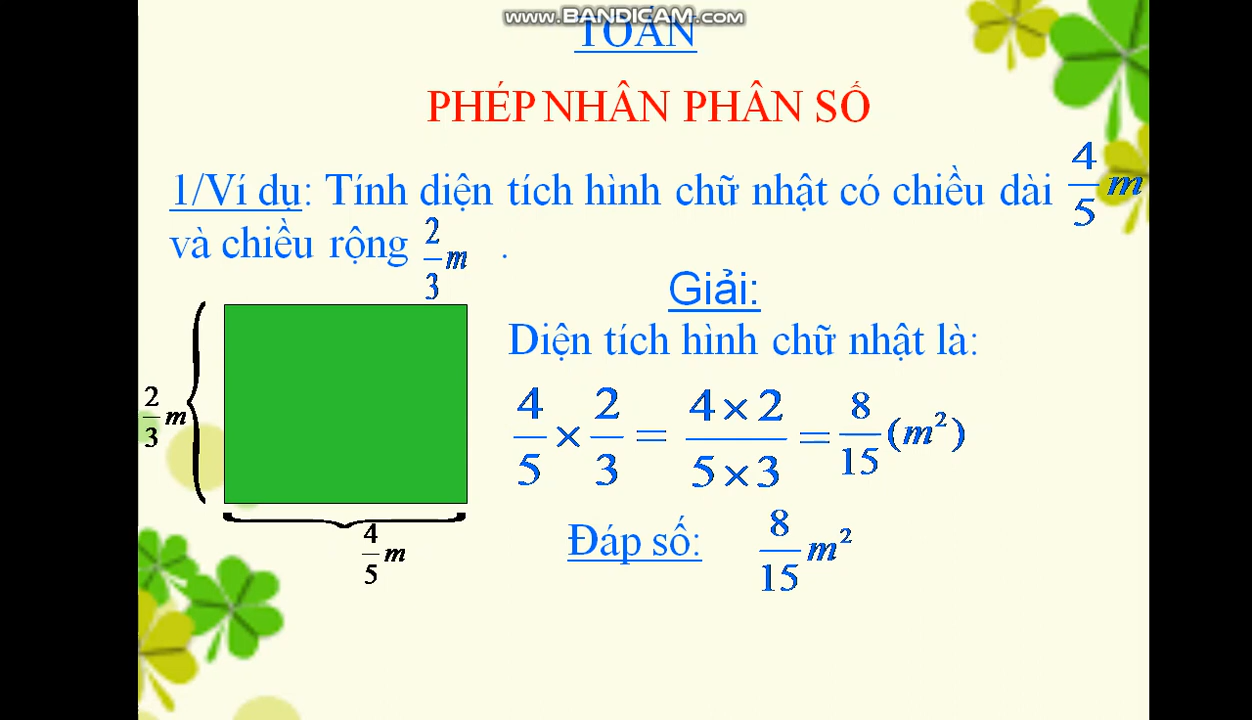 www.BANDICAM.com
TOÁN
PHÉP NHÂN PHÂN SỐ
1/Ví dụ: Tính diện tích hình chữ nhật có chiều dài 4/5 m
và chiều rộng 2/3 m .
Giải:
Diện tích hình chữ nhật là:
2/3 m
4/5 × 2/3 = 4 × 2 / 5 × 3 = 8/15 (m²)
4/5 m
Đáp số: 8/15 m²